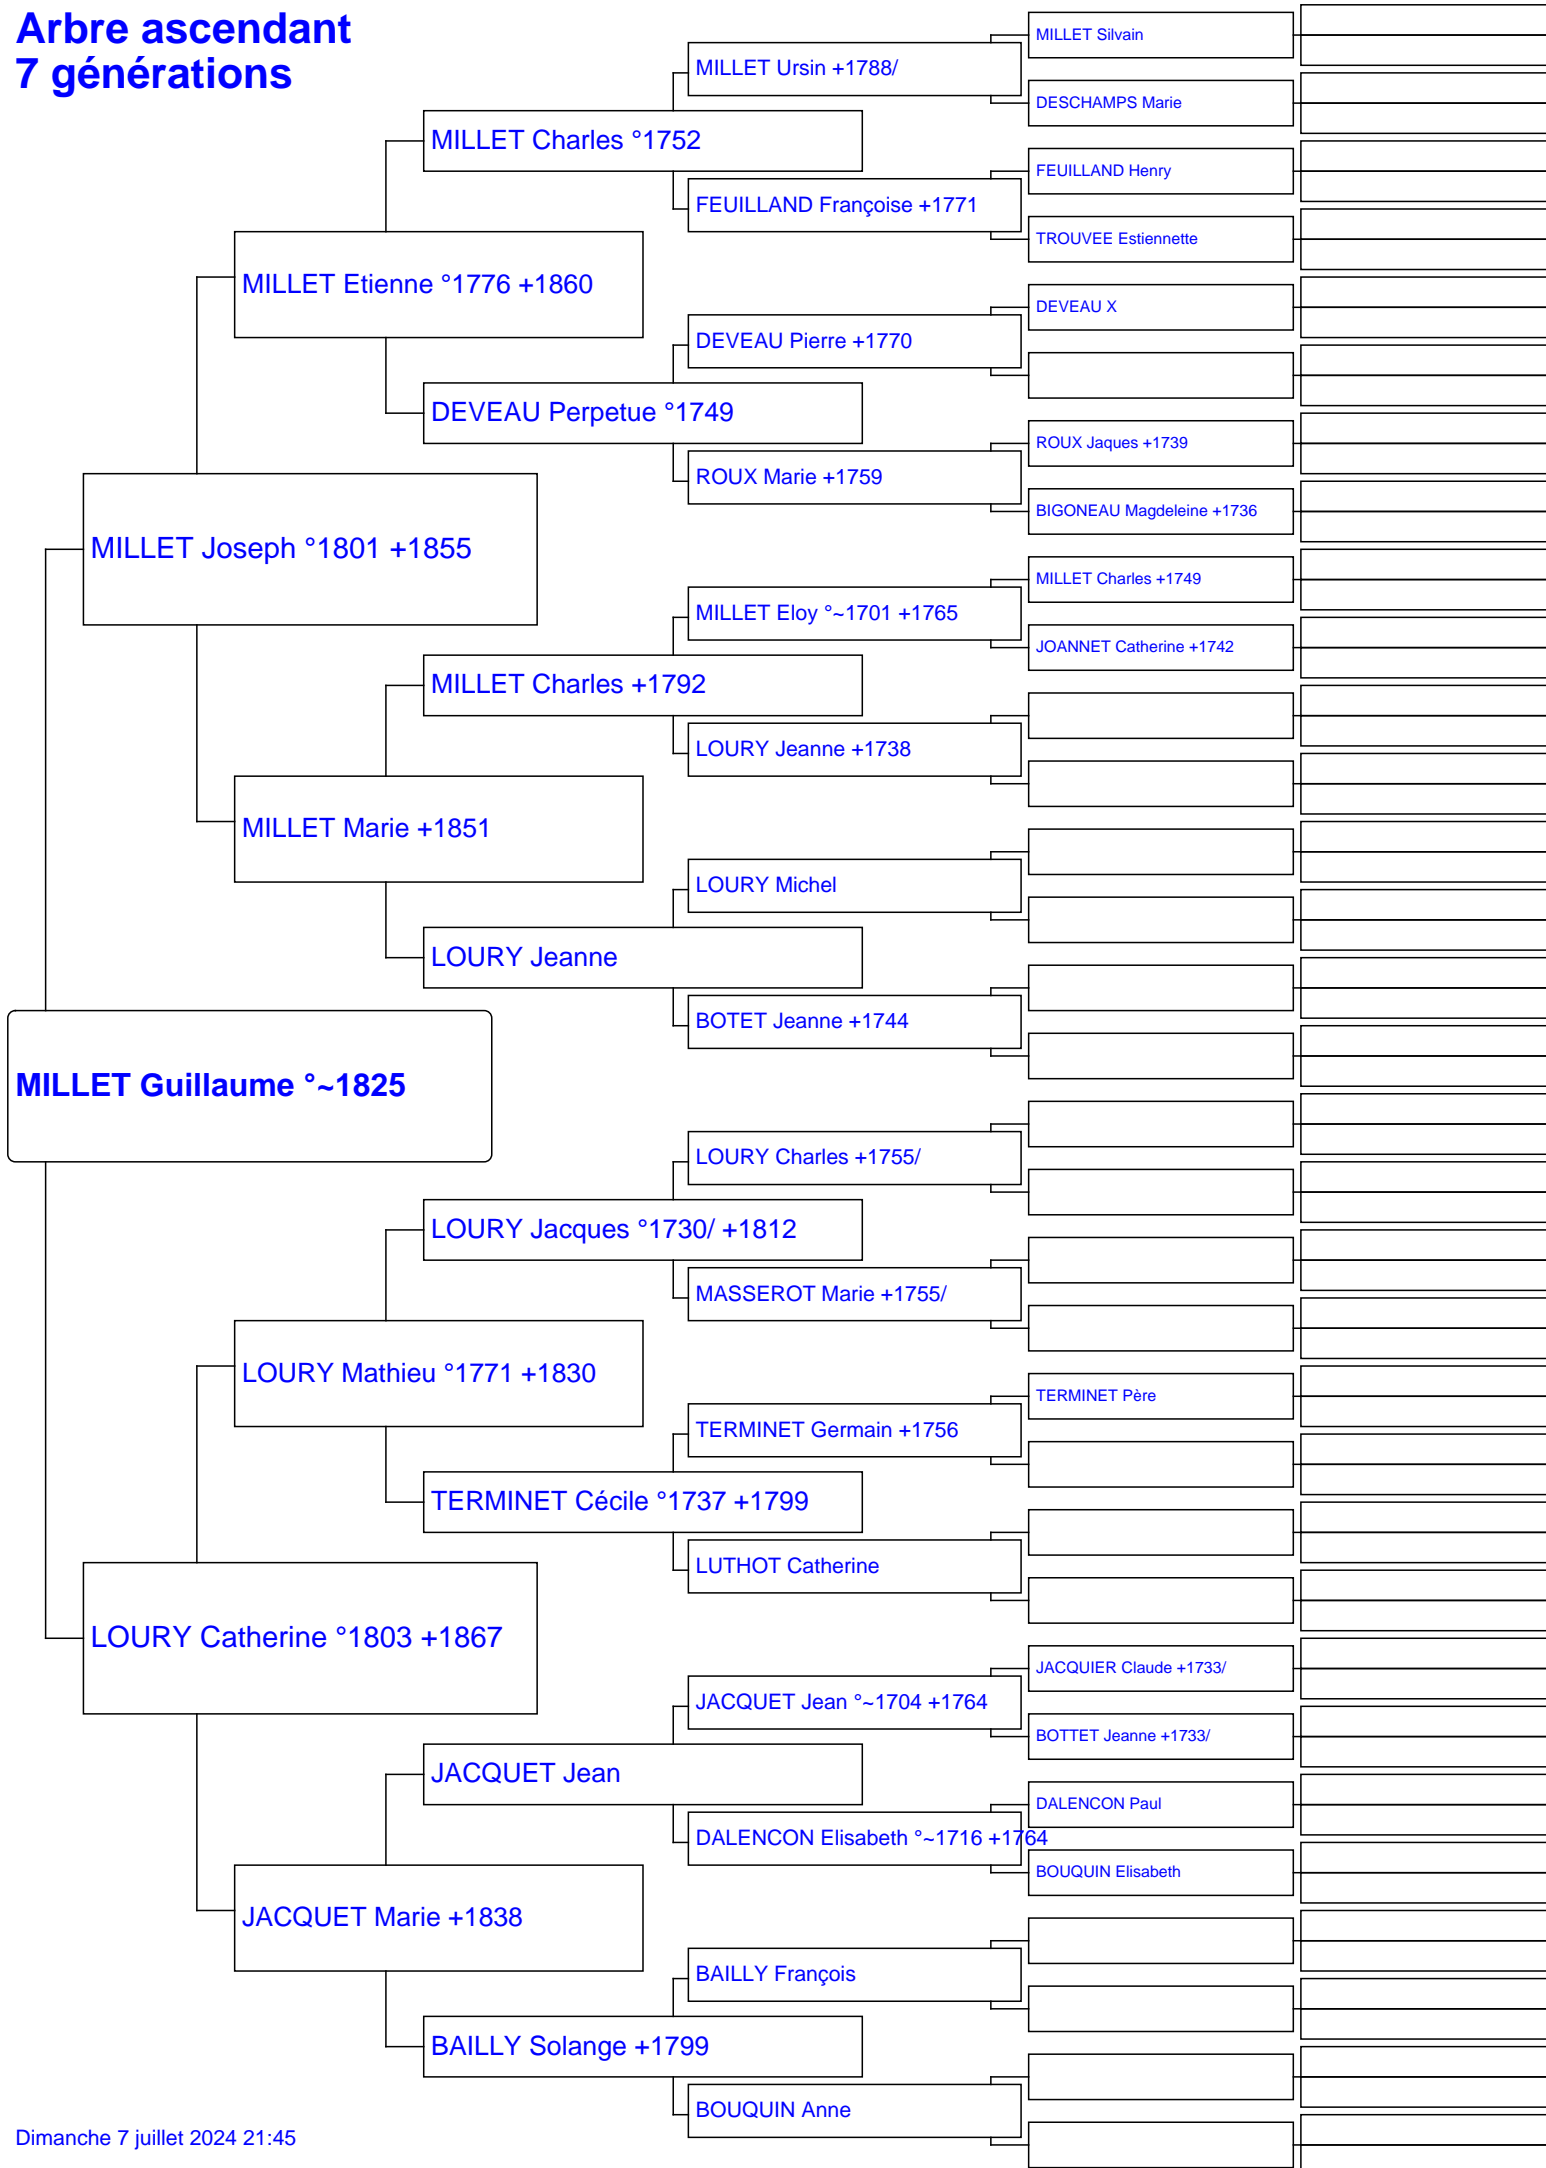 Arbre ascendant
7 générations
MILLET Silvain
MILLET Ursin +1788/
DESCHAMPS Marie
MILLET Charles °1752
FEUILLAND Henry
FEUILLAND Françoise +1771
TROUVEE Estiennette
MILLET Etienne °1776 +1860
DEVEAU X
DEVEAU Pierre +1770
DEVEAU Perpetue °1749
ROUX Jaques +1739
ROUX Marie +1759
BIGONEAU Magdeleine +1736
MILLET Joseph °1801 +1855
MILLET Charles +1749
MILLET Eloy °~1701 +1765
JOANNET Catherine +1742
MILLET Charles +1792
LOURY Jeanne +1738
MILLET Marie +1851
LOURY Michel
LOURY Jeanne
BOTET Jeanne +1744
MILLET Guillaume °~1825
LOURY Charles +1755/
LOURY Jacques °1730/ +1812
MASSEROT Marie +1755/
LOURY Mathieu °1771 +1830
TERMINET Père
TERMINET Germain +1756
TERMINET Cécile °1737 +1799
LUTHOT Catherine
LOURY Catherine °1803 +1867
JACQUIER Claude +1733/
JACQUET Jean °~1704 +1764
BOTTET Jeanne +1733/
JACQUET Jean
DALENCON Paul
DALENCON Elisabeth °~1716 +1764
BOUQUIN Elisabeth
JACQUET Marie +1838
BAILLY François
BAILLY Solange +1799
BOUQUIN Anne
Dimanche 7 juillet 2024 21:45